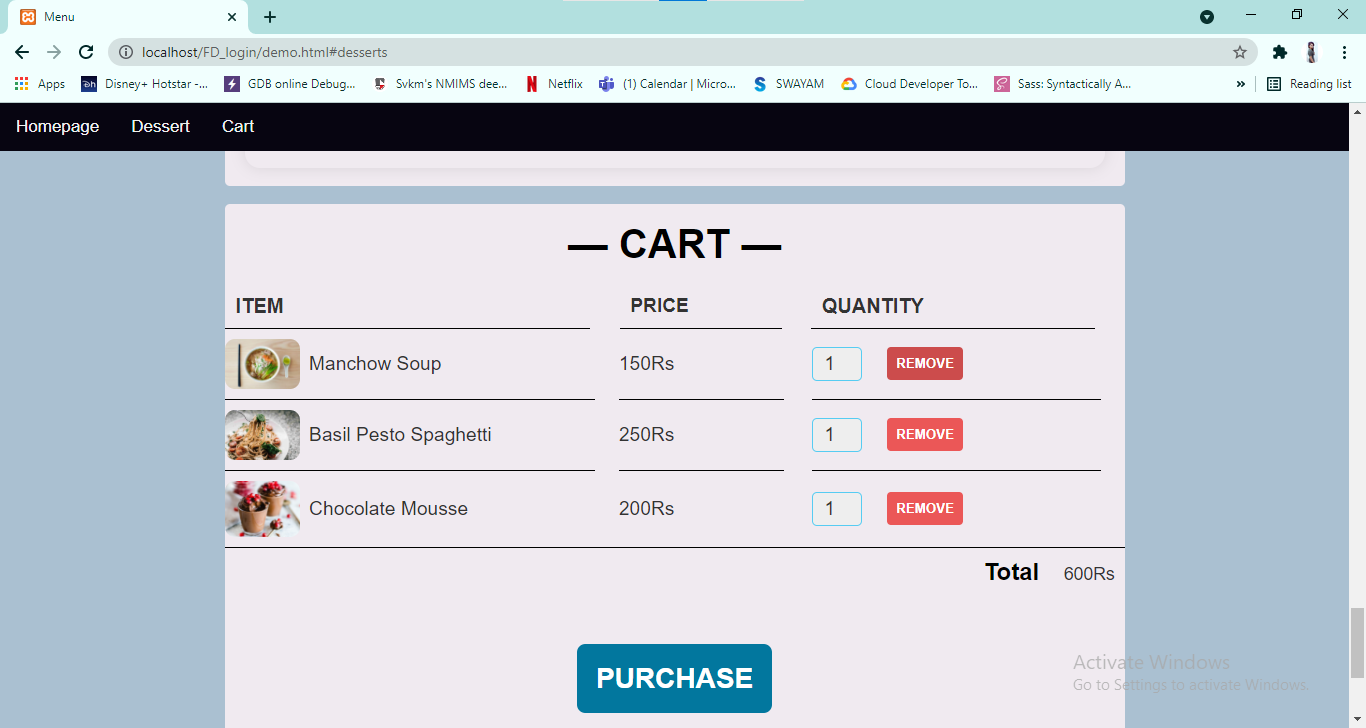 Menu
localhost/FD_login/demo.html#desserts
Apps Disney+ Hotstar -... GDB online Debug... Svkm's NMIMS dee... Netflix (1) Calendar | Micro... SWAYAM Cloud Developer To... Sass: Syntactically A... » Reading list
Homepage Dessert Cart
— CART —
ITEM PRICE QUANTITY
Manchow Soup 150Rs 1 REMOVE
Basil Pesto Spaghetti 250Rs 1 REMOVE
Chocolate Mousse 200Rs 1 REMOVE
Total 600Rs
PURCHASE
Activate Windows
Go to Settings to activate Windows.